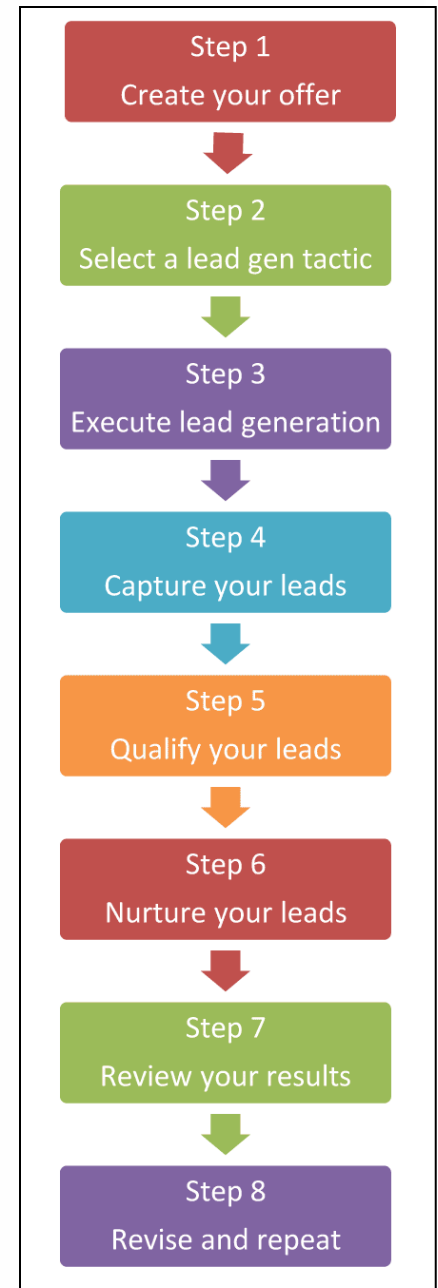 Step 1
Create your offer
Step 2
Select a lead gen tactic
Step 3
Execute lead generation
Step 4
Capture your leads
Step 5
Qualify your leads
Step 6
Nurture your leads
Step 7
Review your results
Step 8
Revise and repeat